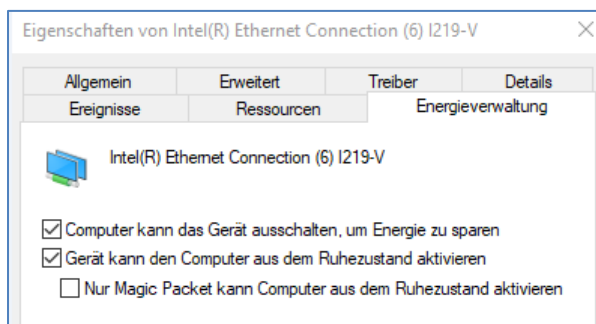 Eigenschaften von Intel(R) Ethernet Connection (6) I219-V
Allgemein Erweitert Treiber Details
Ereignisse Ressourcen Energieverwaltung
Intel(R) Ethernet Connection (6) I219-V
Computer kann das Gerät ausschalten, um Energie zu sparen
Gerät kann den Computer aus dem Ruhezustand aktivieren
Nur Magic Packet kann Computer aus dem Ruhezustand aktivieren